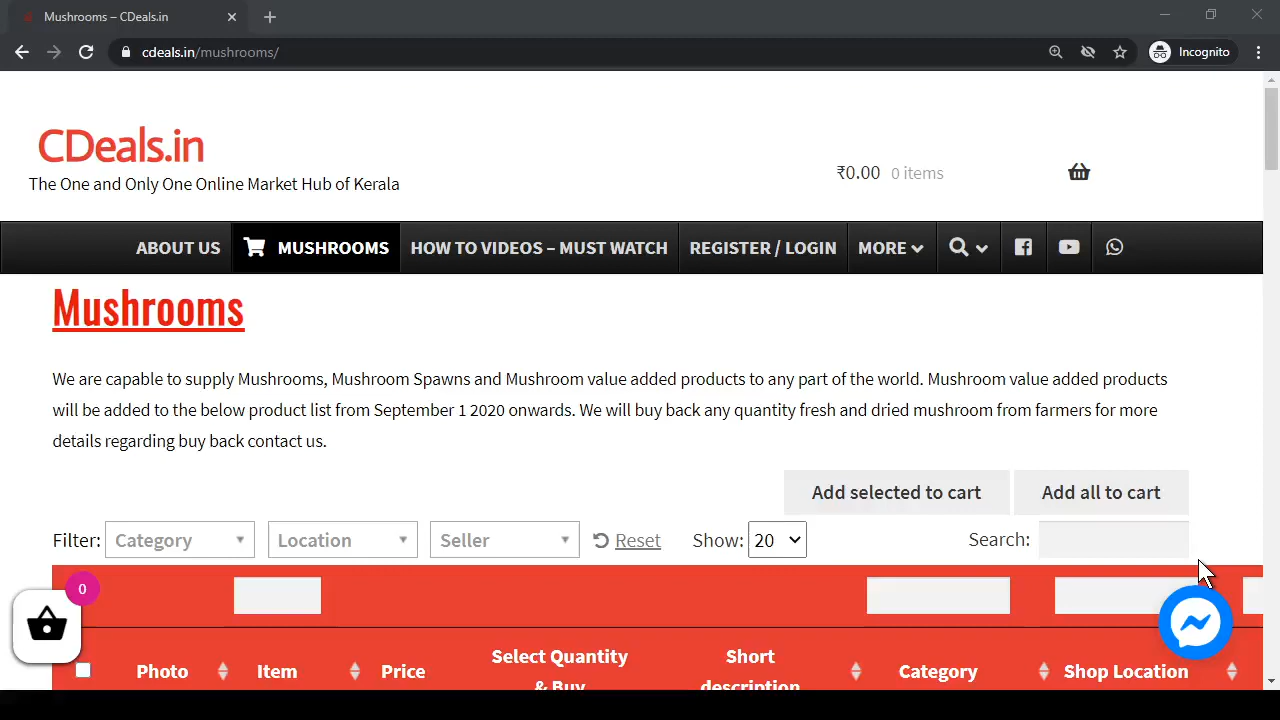 Mushrooms – CDeals.in
cdeals.in/mushrooms/
Incognito
CDeals.in
The One and Only One Online Market Hub of Kerala
₹0.00 0 items
ABOUT US MUSHROOMS HOW TO VIDEOS – MUST WATCH REGISTER / LOGIN MORE
Mushrooms
We are capable to supply Mushrooms, Mushroom Spawns and Mushroom value added products to any part of the world. Mushroom value added products
will be added to the below product list from September 1 2020 onwards. We will buy back any quantity fresh and dried mushroom from farmers for more
details regarding buy back contact us.
Add selected to cart Add all to cart
Filter: Category Location Seller Reset Show: 20 Search:
0
Photo Item Price Select Quantity & Buy Short description Category Shop Location